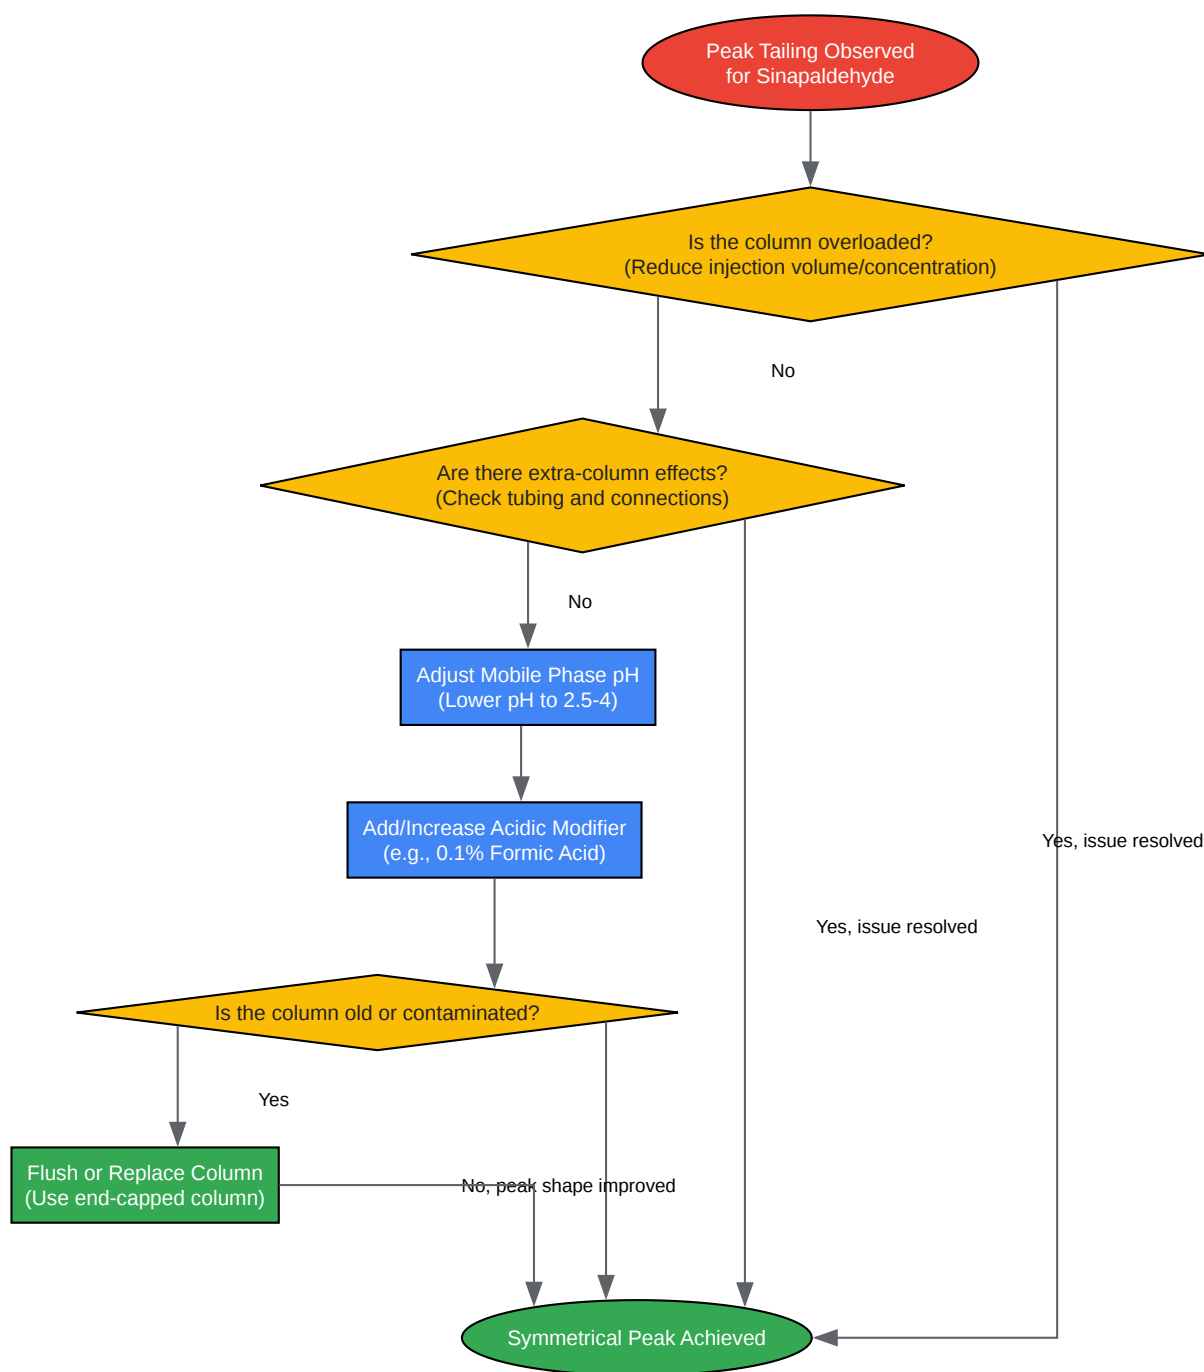 Peak Tailing Observed
for Sinapaldehyde
Is the column overloaded?
(Reduce injection volume/concentration)
No
Are there extra-column effects?
(Check tubing and connections)
No
Adjust Mobile Phase pH
(Lower pH to 2.5-4)
Add/Increase Acidic Modifier
(e.g., 0.1% Formic Acid)
Yes, issue resolved
Yes, issue resolved
Is the column old or contaminated?
Yes
Flush or Replace Column
(Use end-capped column)
No, peak shape improved
Symmetrical Peak Achieved